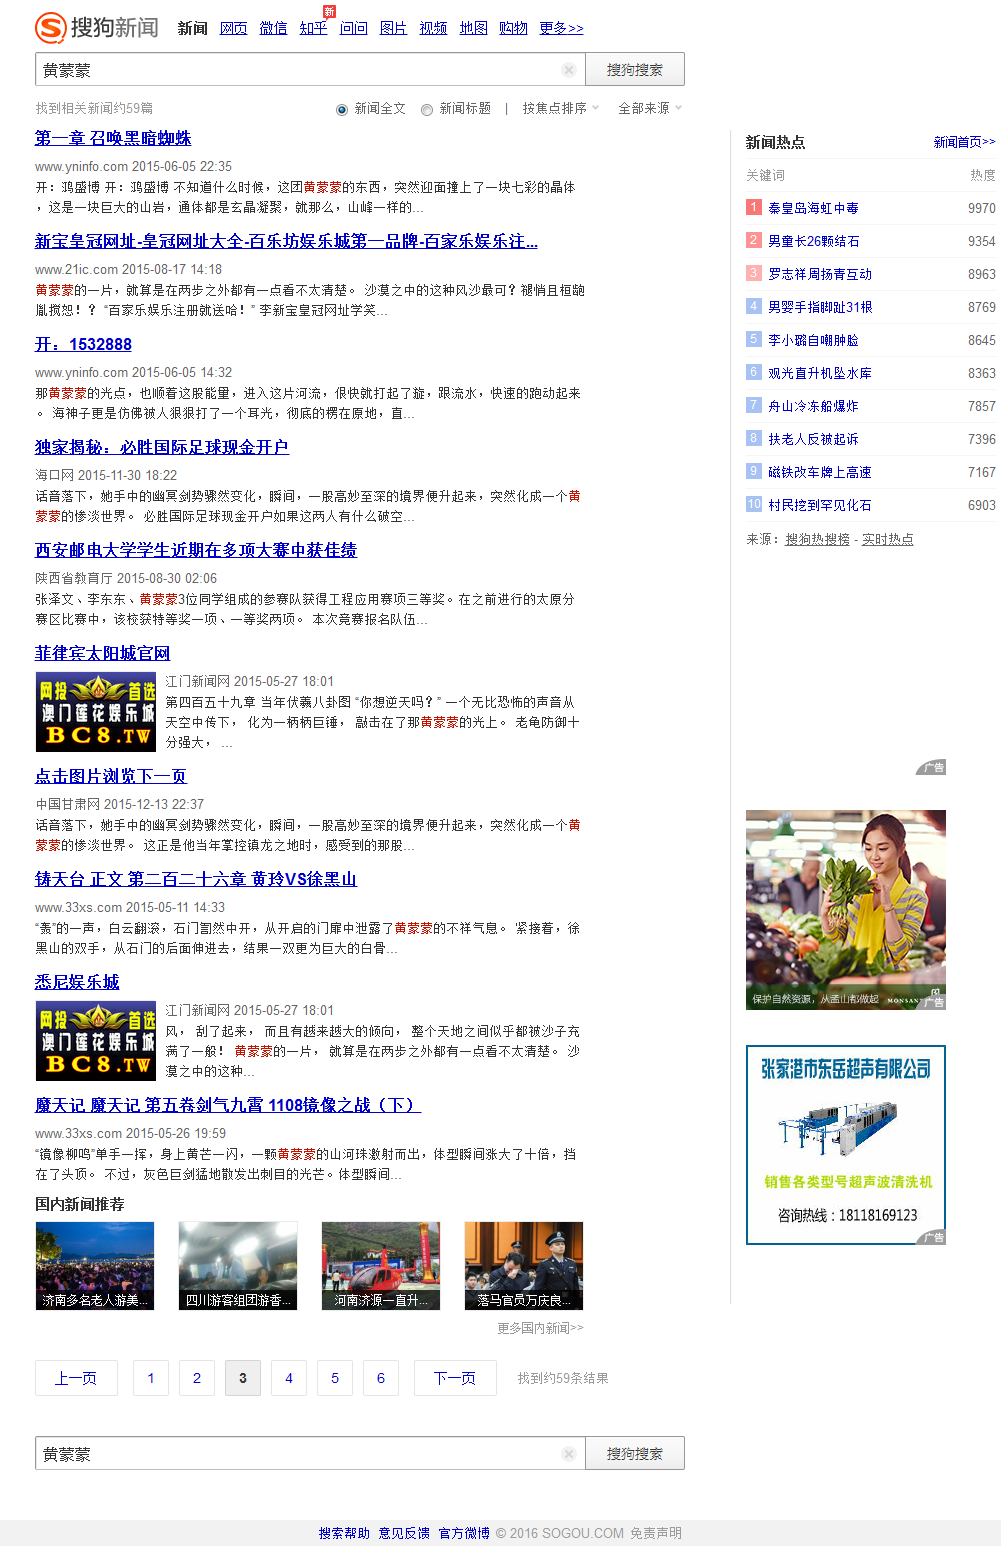 搜狗新闻 新闻 网页 微信 知乎 新 问问 图片 视频 地图 购物 更多>>
黄蒙蒙 搜狗搜索
找到相关新闻约59篇 新闻全文 新闻标题 | 按焦点排序 全部来源
第一章 召唤黑暗蜘蛛
www.yninfo.com 2015-06-05 22:35
开：鸿盛博 开：鸿盛博 不知道什么时候，这团黄蒙蒙的东西，突然迎面撞上了一块七彩的晶体
，这是一块巨大的山岩，通体都是玄晶凝聚，就那么，山峰一样的...
新宝皇冠网址-皇冠网址大全-百乐坊娱乐城第一品牌-百家乐娱乐注...
www.21ic.com 2015-08-17 14:18
黄蒙蒙的一片，就算是在两步之外都有一点看不太清楚。 沙漠之中的这种风沙最可？褪悄且桓龅
胤搅恕！？ “百家乐娱乐注册就送哈！” 李新宝皇冠网址学笑...
开：1532888
www.yninfo.com 2015-06-05 14:32
那黄蒙蒙的光点，也顺着这股能量，进入这片河流，很快就打起了漩，跟流水，快速的跑动起来
。 海神子更是仿佛被人狠狠打了一个耳光，彻底的楞在原地，直...
独家揭秘：必胜国际足球现金开户
海口网 2015-11-30 18:22
话音落下，她手中的幽冥剑势骤然变化，瞬间，一股高妙至深的境界便升起来，突然化成一个黄
蒙蒙的惨淡世界。 必胜国际足球现金开户如果这两人有什么破空...
西安邮电大学学生近期在多项大赛中获佳绩
陕西省教育厅 2015-08-30 02:06
张泽文、李东东、黄蒙蒙3位同学组成的参赛队获得工程应用赛项三等奖。在之前进行的太原分
赛区比赛中，该校获特等奖一项、一等奖两项。 本次竞赛报名队伍...
菲律宾太阳城官网
网投 首选
澳门莲花娱乐城
BC8.TW
江门新闻网 2015-05-27 18:01
第四百五十九章 当年伏羲八卦图 “你想逆天吗？” 一个无比恐怖的声音从
天空中传下， 化为一柄柄巨锤， 敲击在了那黄蒙蒙的光上。 老龟防御十
分强大， ...
点击图片浏览下一页
中国甘肃网 2015-12-13 22:37
话音落下，她手中的幽冥剑势骤然变化，瞬间，一股高妙至深的境界便升起来，突然化成一个黄
蒙蒙的惨淡世界。 这正是他当年掌控镇龙之地时，感受到的那股...
铸天台 正文 第二百二十六章 黄玲VS徐黑山
www.33xs.com 2015-05-11 14:33
“轰”的一声，白云翻滚，石门訇然中开，从开启的门扉中泄露了黄蒙蒙的不祥气息。 紧接着，徐
黑山的双手，从石门的后面伸进去，结果一双更为巨大的白骨...
悉尼娱乐城
网投 首选
澳门莲花娱乐城
BC8.TW
江门新闻网 2015-05-27 18:01
风， 刮了起来， 而且有越来越大的倾向， 整个天地之间似乎都被沙子充
满了一般！ 黄蒙蒙的一片， 就算是在两步之外都有一点看不太清楚。 沙
漠之中的这种...
魔天记 魔天记 第五卷剑气九霄 1108镜像之战（下）
www.33xs.com 2015-05-26 19:59
“镜像柳鸣”单手一挥，身上黄芒一闪，一颗黄蒙蒙的山河珠激射而出，体型瞬间涨大了十倍，挡
在了头顶。 不过，灰色巨剑猛地散发出刺目的光芒。体型瞬间...
国内新闻推荐
济南多名老人游美... 四川游客组团游香... 河南济源一直升... 落马官员万庆良...
更多国内新闻>>
上一页 1 2 3 4 5 6 下一页 找到约59条结果
黄蒙蒙 搜狗搜索
新闻热点 新闻首页>>
关键词 热度
1 秦皇岛海虹中毒 9970
2 男童长26颗结石 9354
3 罗志祥周扬青互动 8963
4 男婴手指脚趾31根 8769
5 李小璐自嘲肿脸 8645
6 观光直升机坠水库 8363
7 舟山冷冻船爆炸 7857
8 扶老人反被起诉 7396
9 磁铁改车牌上高速 7167
10 村民挖到罕见化石 6903
来源：搜狗热搜榜 - 实时热点
广告
保护自然资源，从孟山都做起 MONSANTO
广告
张家港市东岳超声有限公司
销售各类型号超声波清洗机
咨询热线：18118169123
广告
搜索帮助 意见反馈 官方微博 © 2016 SOGOU.COM 免责声明